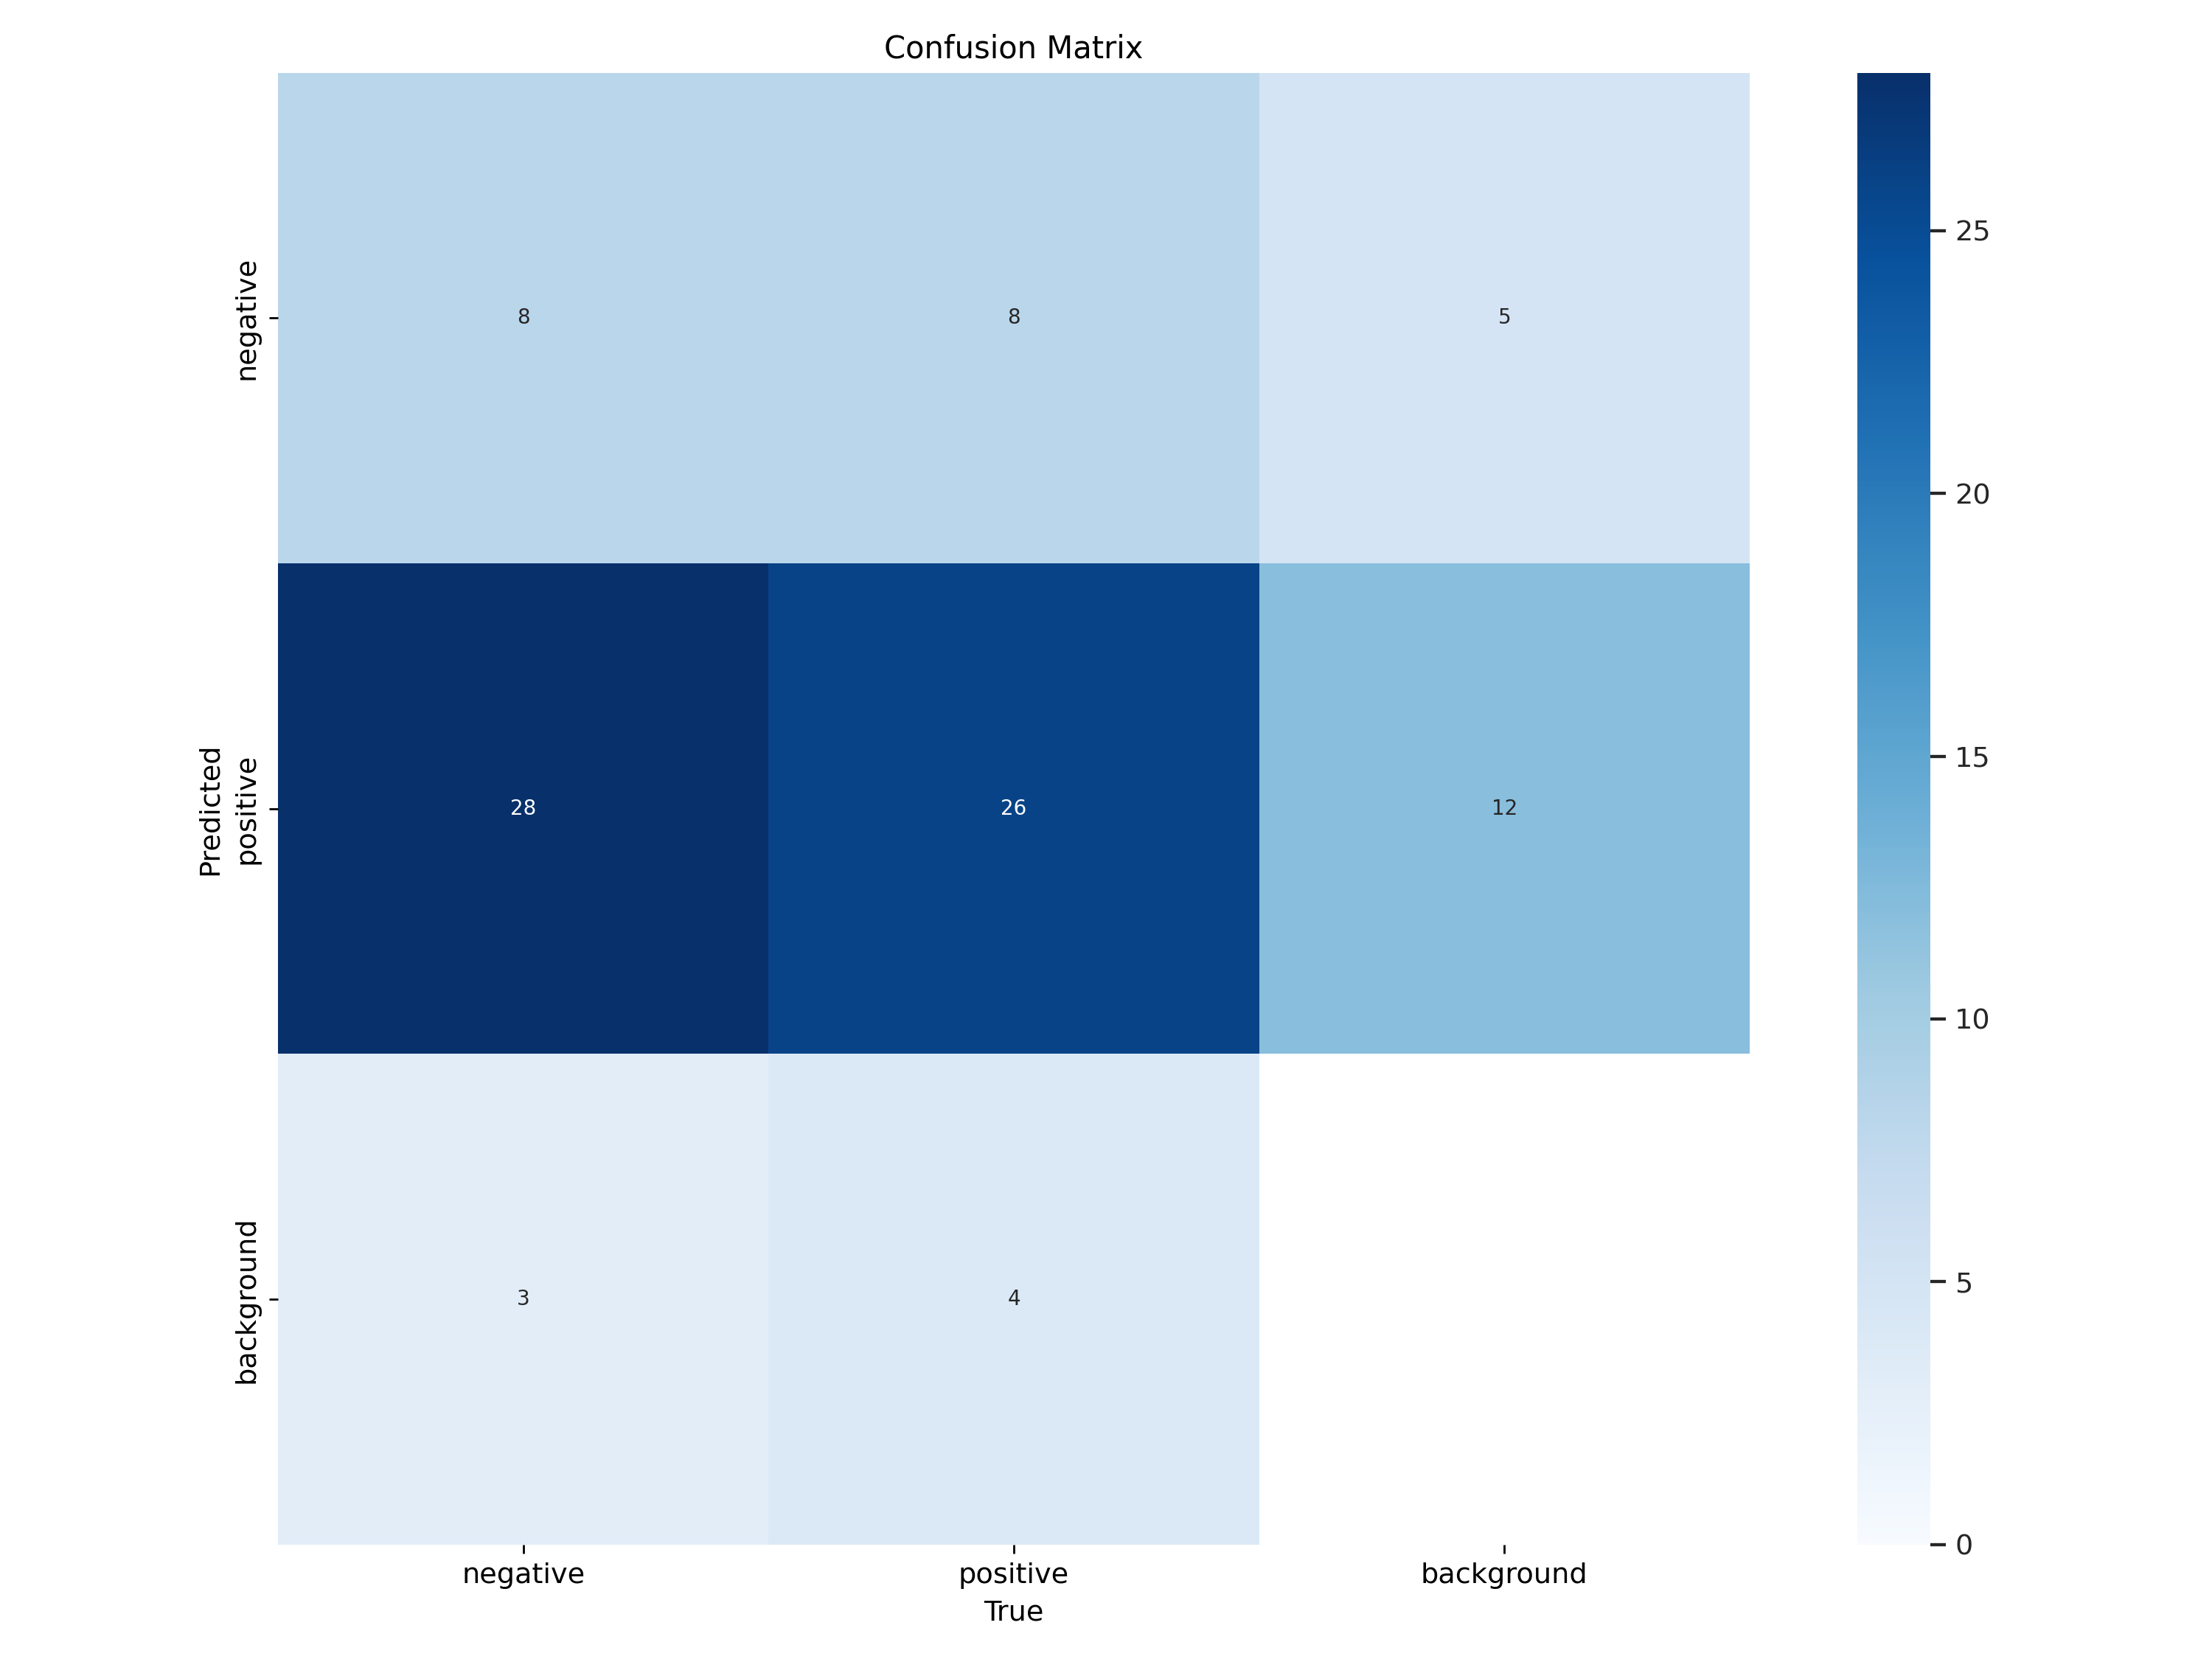 Confusion Matrix
negative
8
8
5
25
20
Predicted
positive
28
26
12
15
10
background
3
4
5
0
negative
positive
background
True